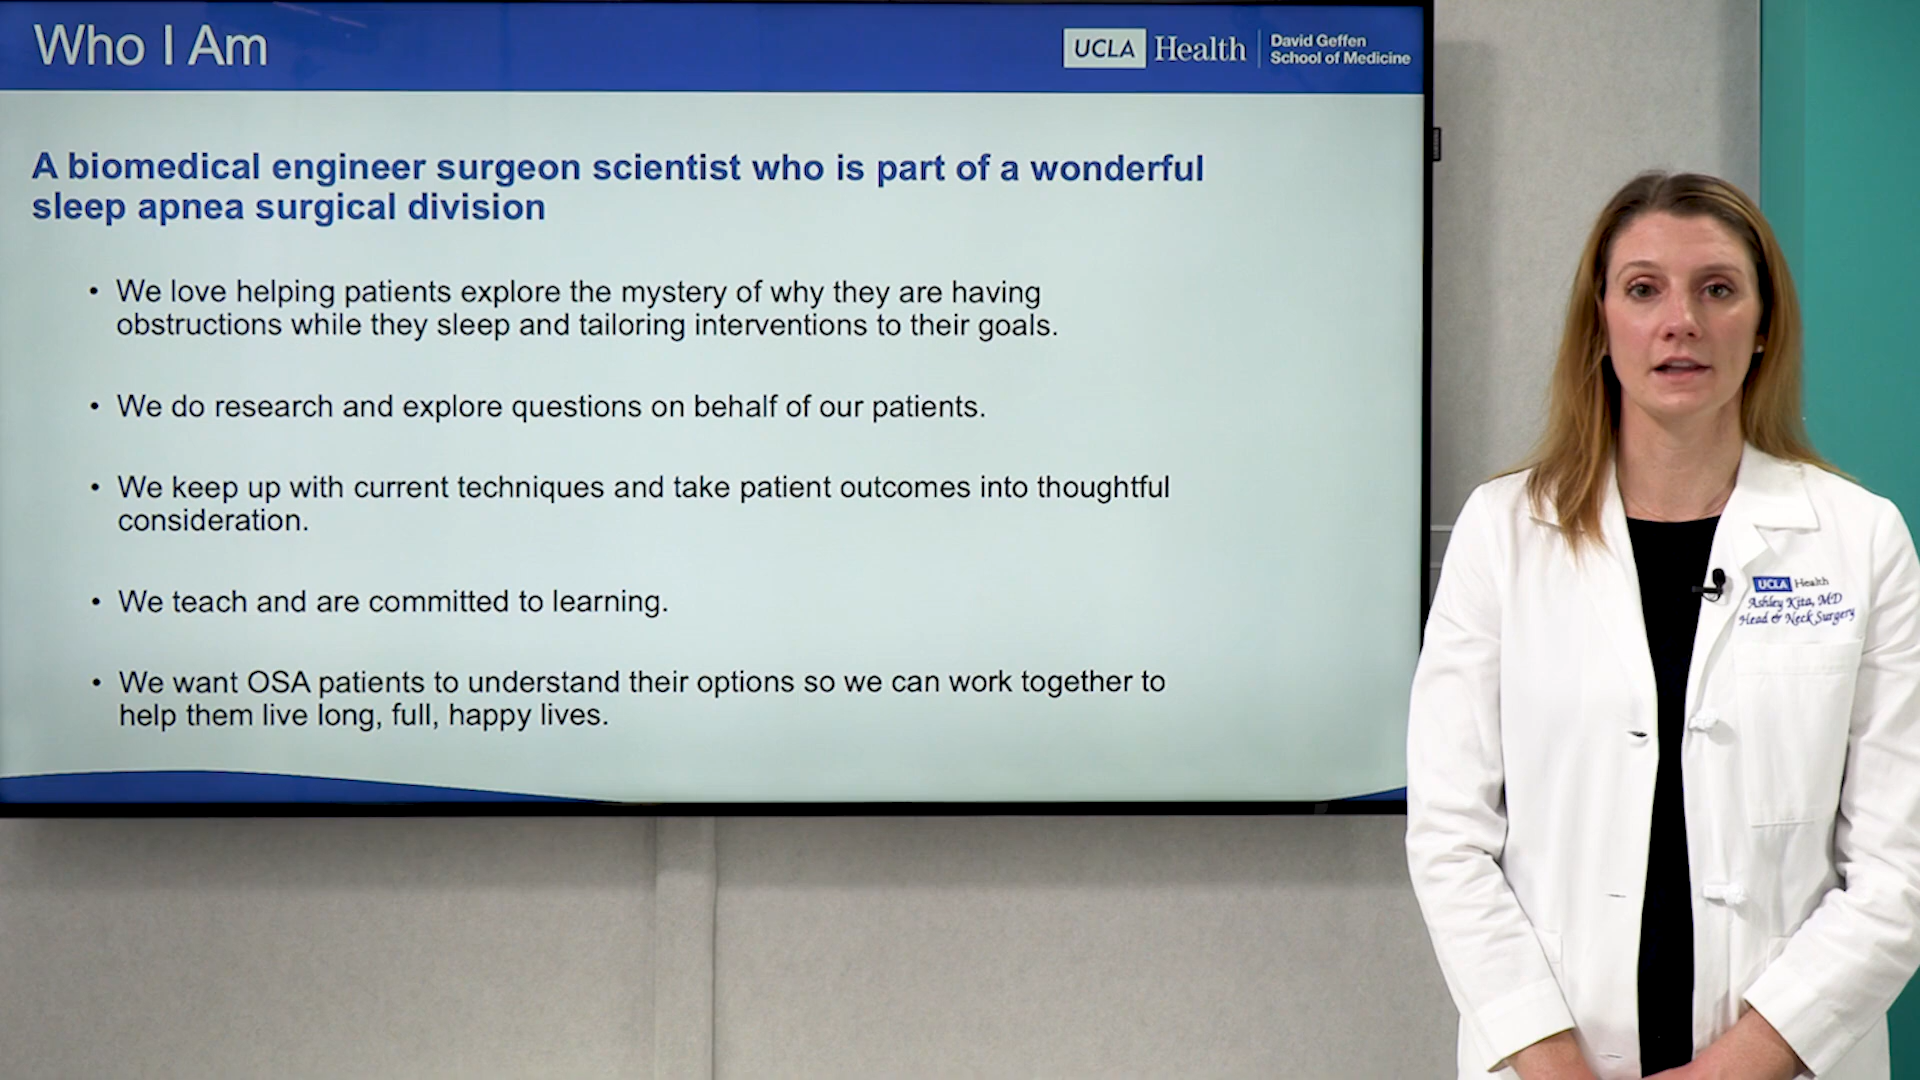 Who I Am
UCLA Health David Geffen
School of Medicine
A biomedical engineer surgeon scientist who is part of a wonderful
sleep apnea surgical division
• We love helping patients explore the mystery of why they are having
obstructions while they sleep and tailoring interventions to their goals.
• We do research and explore questions on behalf of our patients.
• We keep up with current techniques and take patient outcomes into thoughtful
consideration.
• We teach and are committed to learning.
• We want OSA patients to understand their options so we can work together to
help them live long, full, happy lives.
UCLA Health
Ashley Kita, MD
Head & Neck Surgery